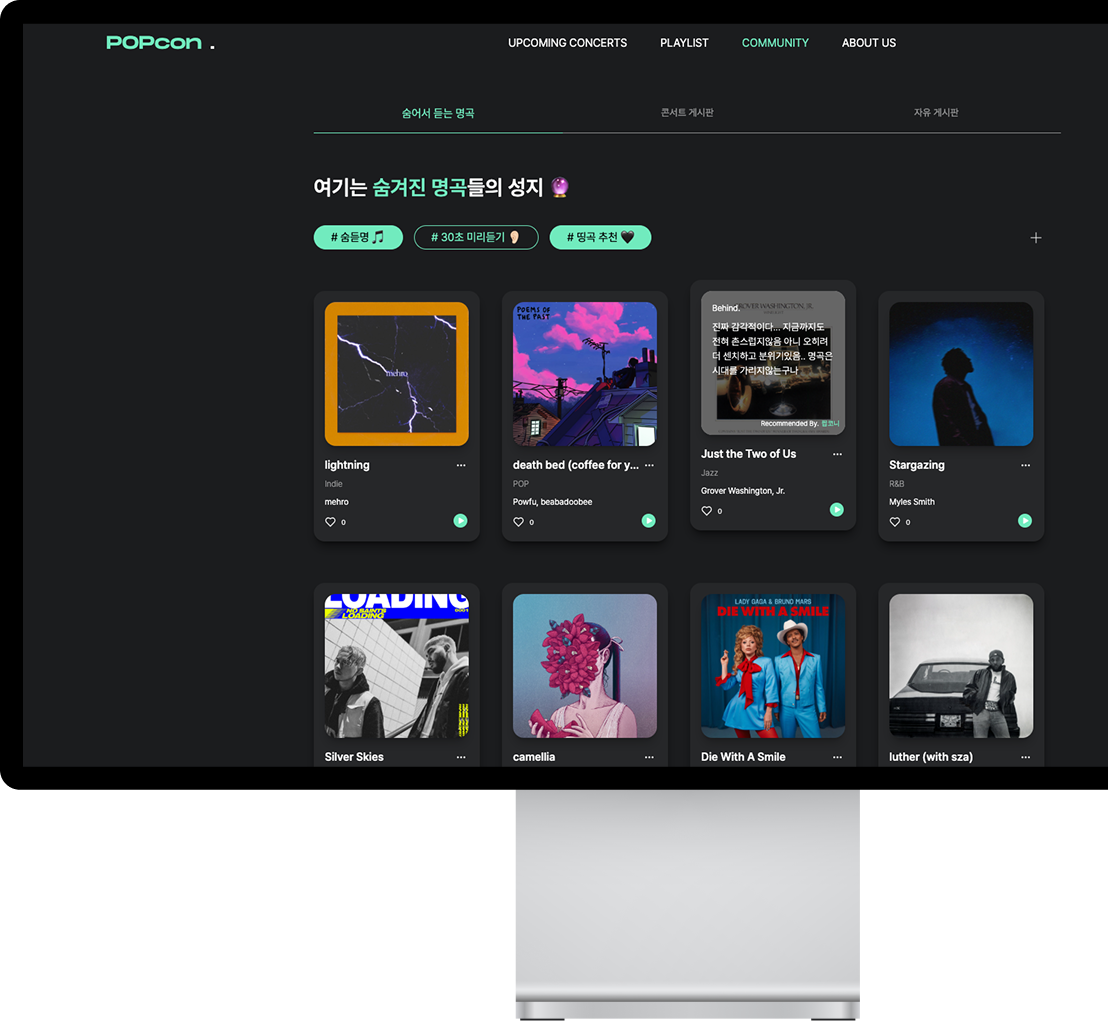 POPcon .
UPCOMING CONCERTS
PLAYLIST
COMMUNITY
ABOUT US
숨어서 듣는 명곡
콘서트 게시판
자유 게시판
여기는 숨겨진 명곡들의 성지
# 숨듣명
# 30초 미리듣기
# 띵곡 추천
mehro
lightning
Indie
mehro
0
POEMS OF
THE PAST
death bed (coffee for y...
POP
Powfu, beabadoobee
0
GROVER WASHINGTON, JR.
Behind.
진짜 감각적이다... 지금까지도
전혀 촌스럽지않음 아니 오히려
더 센치하고 분위기있음.. 명곡은
시대를 가리지않는구나
Recommended By. 팝코니
Just the Two of Us
Jazz
Grover Washington, Jr.
0
Stargazing
R&B
Myles Smith
0
LOADING
NO SAINTS
LOADING
0001
Silver Skies
camellia
LADY GAGA & BRUNO MARS
DIE WITH A SMILE
Die With A Smile
luther (with sza)